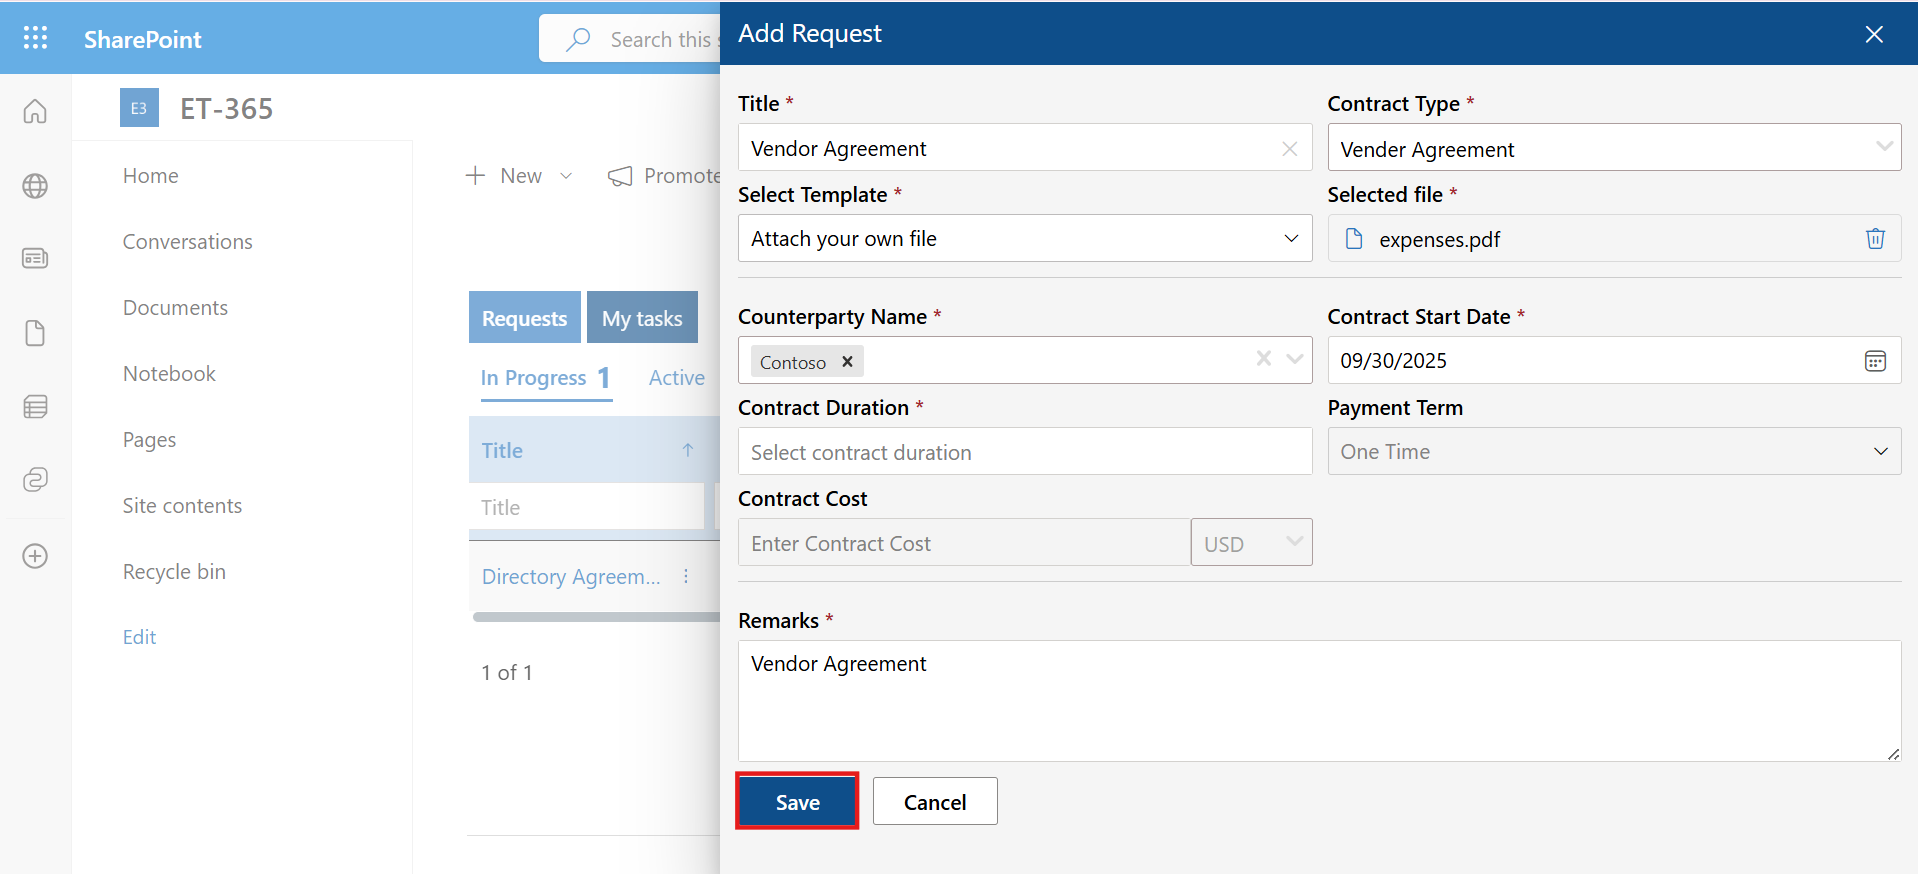 SharePoint
Search this s
E3
ET-365
Home
Conversations
Documents
Notebook
Pages
Site contents
Recycle bin
Edit
New
Promote
Requests
My tasks
In Progress 1
Active
Title
Title
Directory Agreem...
1 of 1
Add Request
Title *
Vendor Agreement
Contract Type *
Vender Agreement
Select Template *
Attach your own file
Selected file *
expenses.pdf
Counterparty Name *
Contoso
Contract Start Date *
09/30/2025
Contract Duration *
Select contract duration
Payment Term
One Time
Contract Cost
Enter Contract Cost
USD
Remarks *
Vendor Agreement
Save
Cancel